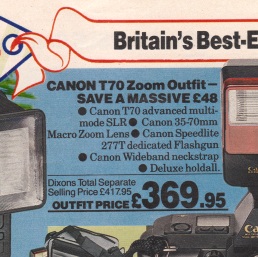 Britain's Best-E
CANON T70 Zoom Outfit–
SAVE A MASSIVE £48
● Canon T70 advanced multi-
mode SLR ● Canon 35-70mm
Macro Zoom Lens ● Canon Speedlite
277T dedicated Flashgun
● Canon Wideband neckstrap
● Deluxe holdall.
Dixons Total Separate
Selling Price £417.95
OUTFIT PRICE £369.95
Ca